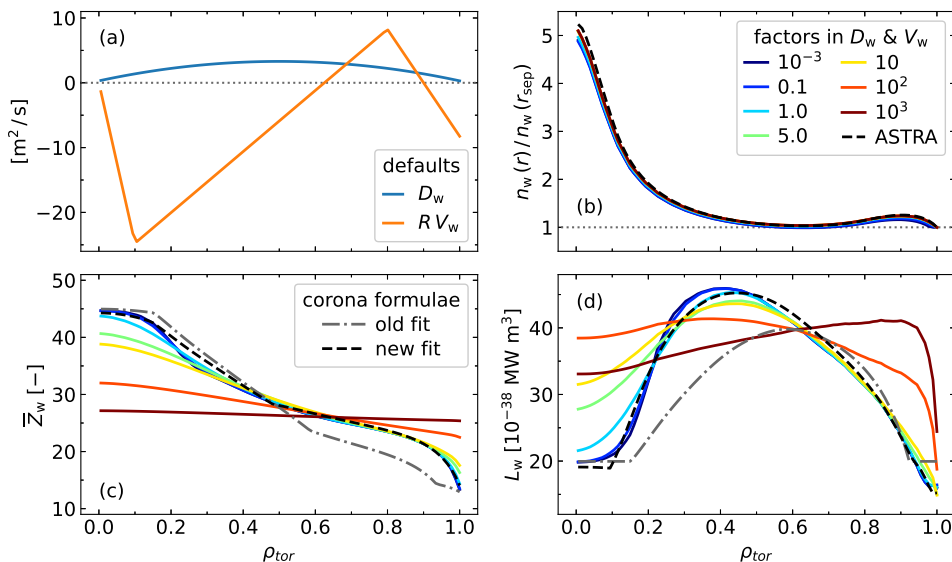 10
0
−10
−20
[m² / s]
(a)
defaults
D_w
R V_w
5
4
3
2
1
n_w (r) / n_w (r_sep)
factors in D_w & V_w
10⁻³
0.1
1.0
5.0
10
10²
10³
ASTRA
(b)
50
40
30
20
10
Z̅_w [−]
corona formulae
old fit
new fit
(c)
0.0 0.2 0.4 0.6 0.8 1.0
ρ_tor
40
30
20
L_w [10⁻³⁸ MW m³]
(d)
0.0 0.2 0.4 0.6 0.8 1.0
ρ_tor